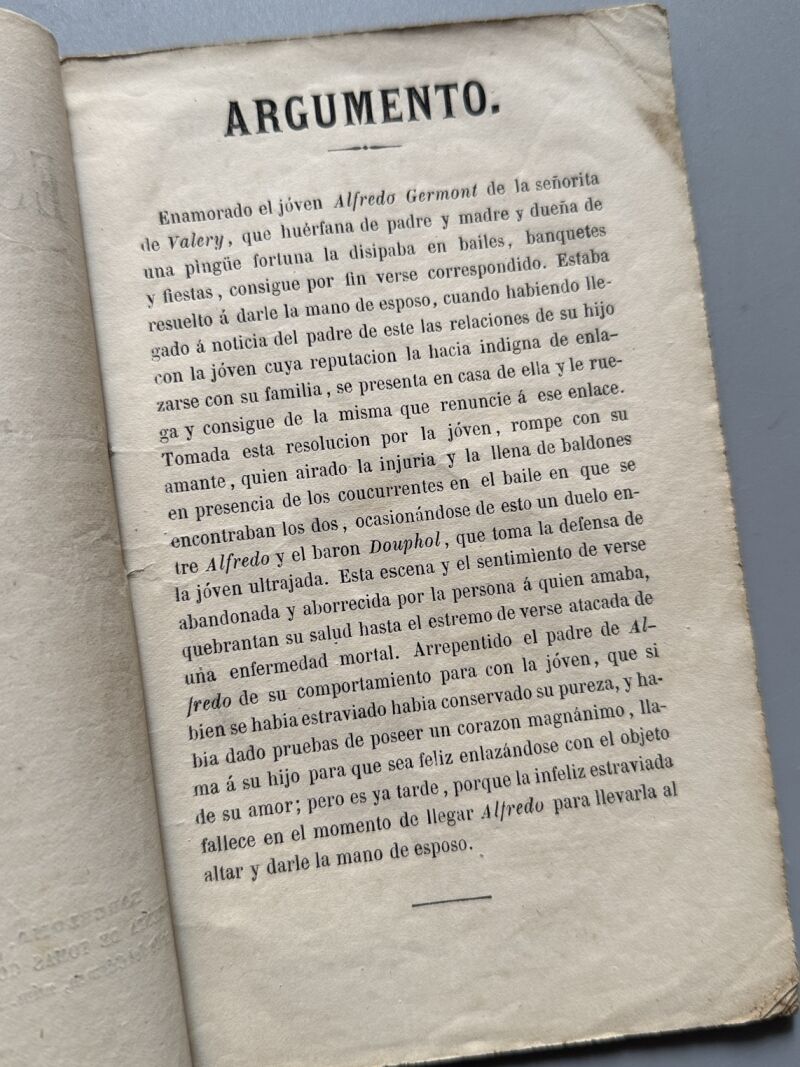 ARGUMENTO.
Enamorado el jóven Alfredo Germont de la señorita
de Valery, que huérfana de padre y madre y dueña de
una pingüe fortuna la disipaba en bailes, banquetes
y fiestas, consigue por fin verse correspondido. Estaba
resuelto á darle la mano de esposo, cuando habiendo lle-
gado á noticia del padre de este las relaciones de su hijo
con la jóven cuya reputacion la hacia indigna de enla-
zarse con su familia, se presenta en casa de ella y le rue-
ga y consigue de la misma que renuncie á ese enlace.
Tomada esta resolucion por la jóven, rompe con su
amante, quien airado la injuria y la llena de baldones
en presencia de los coucurrentes en el baile en que se
encontraban los dos, ocasionándose de esto un duelo en-
tre Alfredo y el baron Douphol, que toma la defensa de
la jóven ultrajada. Esta escena y el sentimiento de verse
abandonada y aborrecida por la persona á quien amaba,
quebrantan su salud hasta el estremo de verse atacada de
una enfermedad mortal. Arrepentido el padre de Al-
fredo de su comportamiento para con la jóven, que si
bien se habia estraviado habia conservado su pureza, y ha-
bia dado pruebas de poseer un corazon magnánimo, lla-
ma á su hijo para que sea feliz enlazándose con el objeto
de su amor; pero es ya tarde, porque la infeliz estraviada
fallece en el momento de llegar Alfredo para llevarla al
altar y darle la mano de esposo.